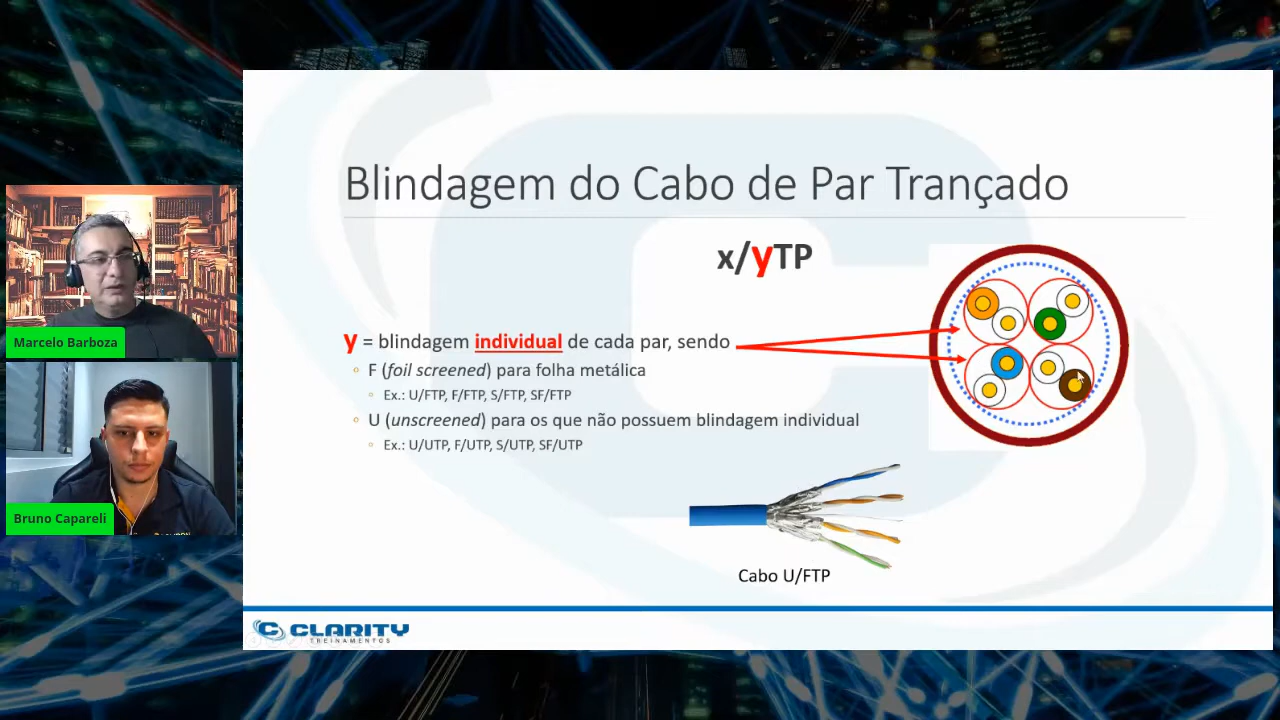 Blindagem do Cabo de Par Trançado
x/yTP
y = blindagem individual de cada par, sendo
F (foil screened) para folha metálica
Ex.: U/FTP, F/FTP, S/FTP, SF/FTP
U (unscreened) para os que não possuem blindagem individual
Ex.: U/UTP, F/UTP, S/UTP, SF/UTP
Cabo U/FTP
Marcelo Barboza
Bruno Capareli
CLARITY
TREINAMENTOS